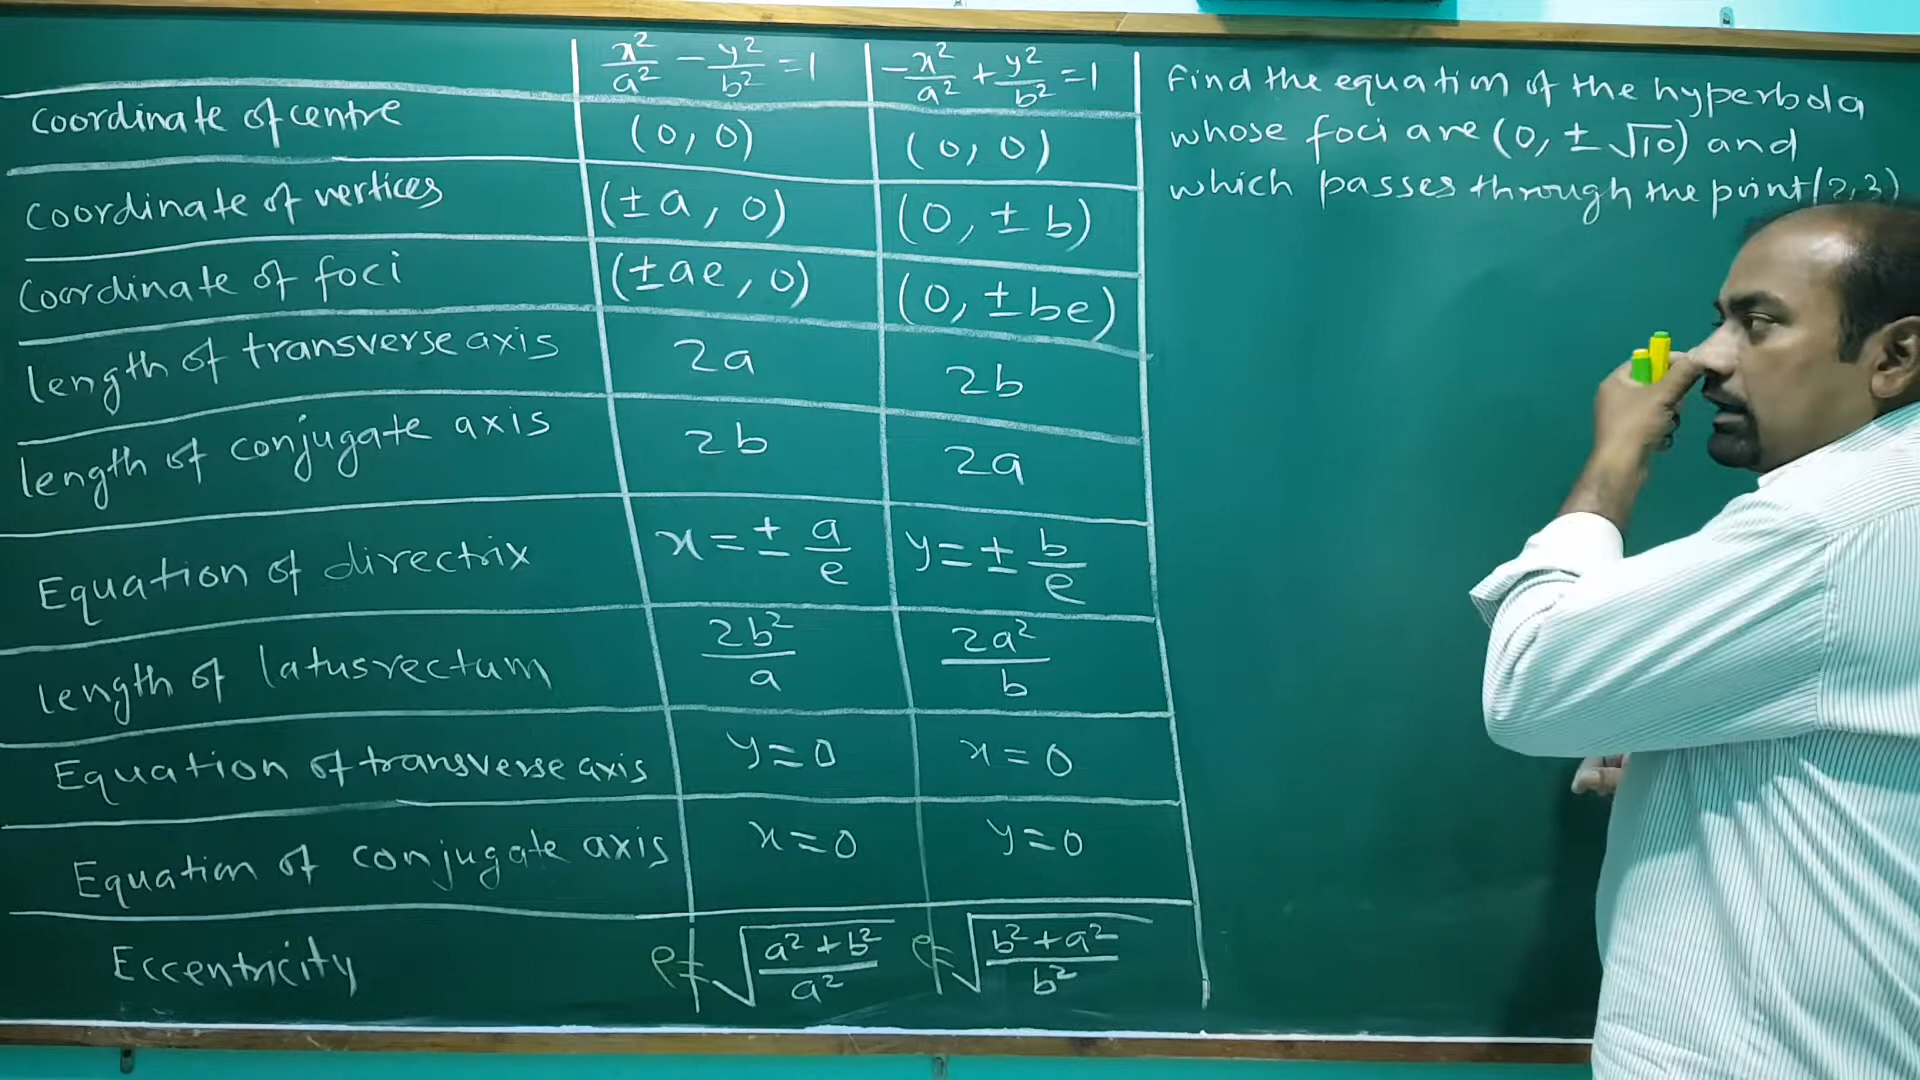 x²/a² - y²/b² = 1
-x²/a² + y²/b² = 1
Coordinate of centre
(0, 0)
(0, 0)
Coordinate of vertices
(±a, 0)
(0, ±b)
Coordinate of foci
(±ae, 0)
(0, ±be)
length of transverse axis
2a
2b
length of conjugate axis
2b
2a
Equation of directrix
x = ± a/e
y = ± b/e
length of latusrectum
2b²/a
2a²/b
Equation of transverse axis
y = 0
x = 0
Equation of conjugate axis
x = 0
y = 0
Eccentricity
e = √((a² + b²)/a²)
e = √((b² + a²)/b²)
Find the equation of the hyperbola
whose foci are (0, ± √10) and
which passes through the point (2,3)